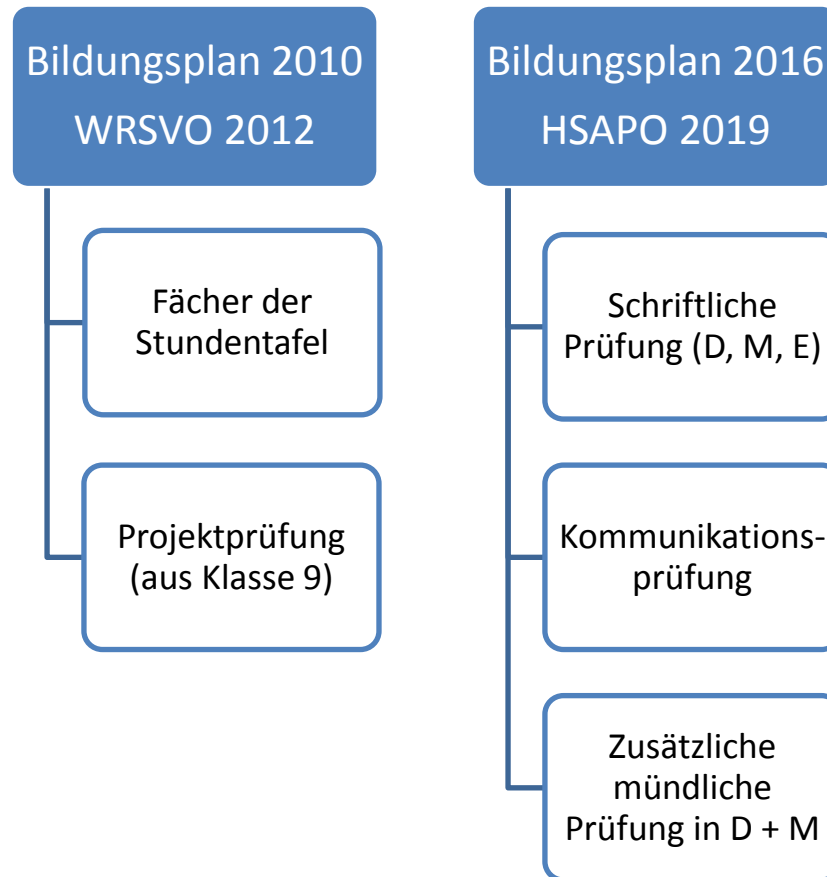 Bildungsplan 2010
WRSVO 2012
Fächer der
Stundentafel
Projektprüfung
(aus Klasse 9)
Bildungsplan 2016
HSAPO 2019
Schriftliche
Prüfung (D, M, E)
Kommunikations-
prüfung
Zusätzliche
mündliche
Prüfung in D + M